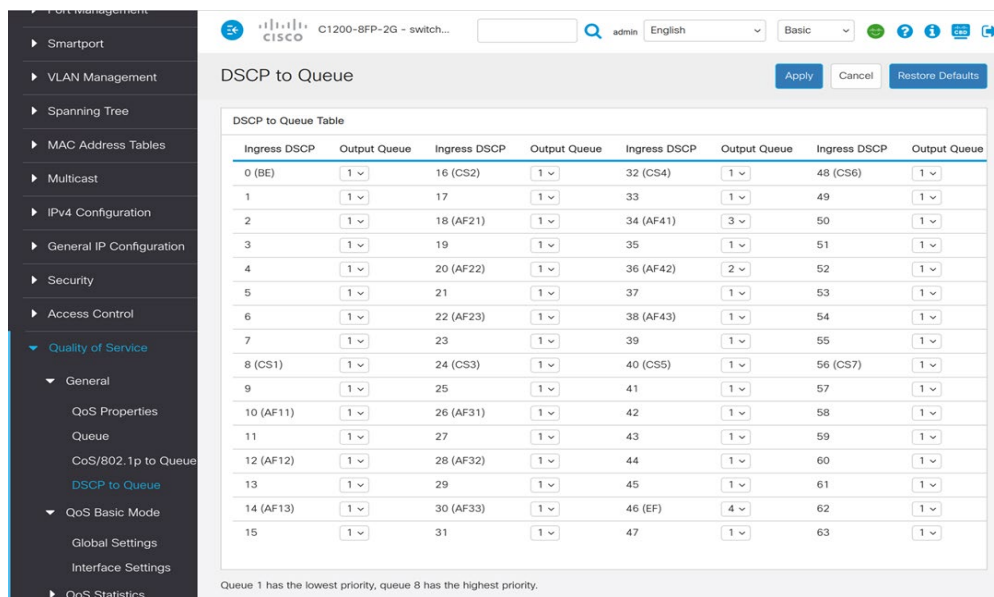 Port Management
Smartport
VLAN Management
Spanning Tree
MAC Address Tables
Multicast
IPv4 Configuration
General IP Configuration
Security
Access Control
Quality of Service
General
QoS Properties
Queue
CoS/802.1p to Queue
DSCP to Queue
QoS Basic Mode
Global Settings
Interface Settings
QoS Statistics
CISCO C1200-8FP-2G - switch... admin English Basic CBD
DSCP to Queue Apply Cancel Restore Defaults
DSCP to Queue Table
Ingress DSCP Output Queue Ingress DSCP Output Queue Ingress DSCP Output Queue Ingress DSCP Output Queue
0 (BE) 1 16 (CS2) 1 32 (CS4) 1 48 (CS6) 1
1 1 17 1 33 1 49 1
2 1 18 (AF21) 1 34 (AF41) 3 50 1
3 1 19 1 35 1 51 1
4 1 20 (AF22) 1 36 (AF42) 2 52 1
5 1 21 1 37 1 53 1
6 1 22 (AF23) 1 38 (AF43) 1 54 1
7 1 23 1 39 1 55 1
8 (CS1) 1 24 (CS3) 1 40 (CS5) 1 56 (CS7) 1
9 1 25 1 41 1 57 1
10 (AF11) 1 26 (AF31) 1 42 1 58 1
11 1 27 1 43 1 59 1
12 (AF12) 1 28 (AF32) 1 44 1 60 1
13 1 29 1 45 1 61 1
14 (AF13) 1 30 (AF33) 1 46 (EF) 4 62 1
15 1 31 1 47 1 63 1
Queue 1 has the lowest priority, queue 8 has the highest priority.